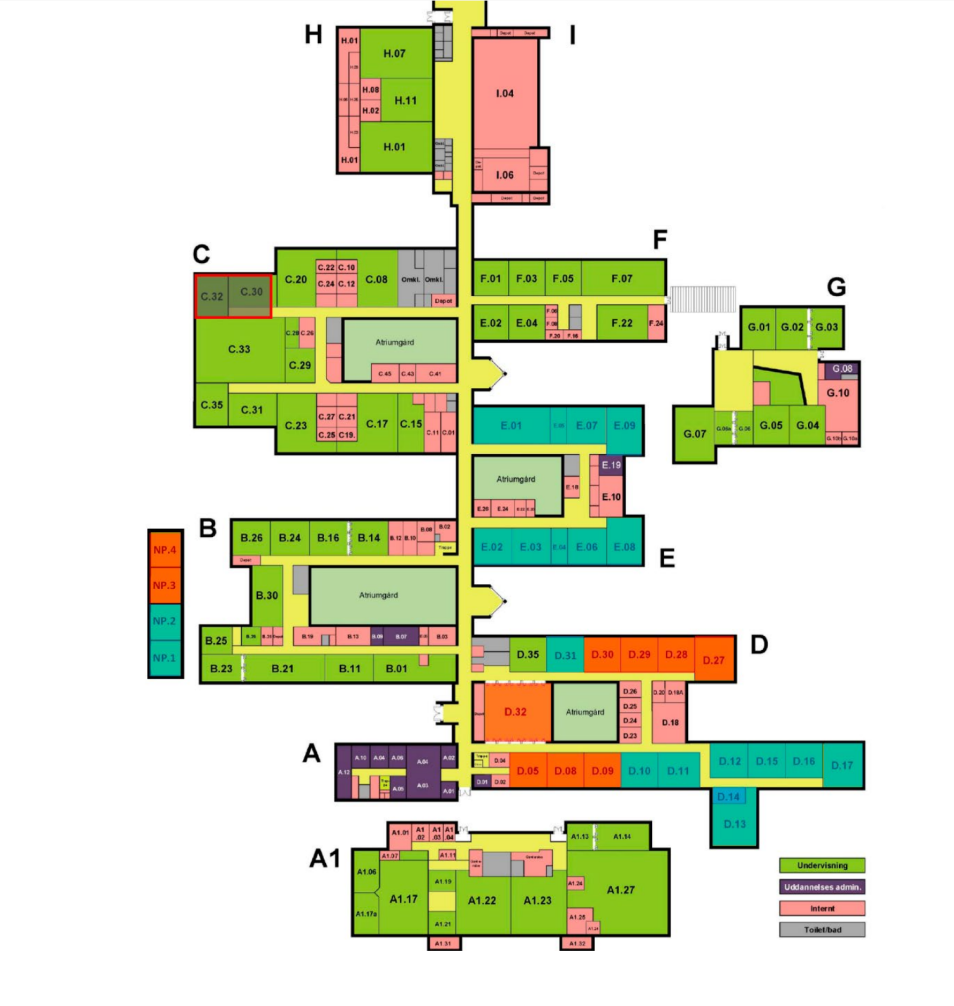 H
I
H.01
H.07
H.08
H.02
H.11
H.01
H.01
Depot
Depot
I.04
I.06
Depot
Depot
C
C.32
C.30
C.20
C.22
C.10
C.24
C.12
C.08
Omkl.
Omkl.
Depot
C.33
C.28
C.26
C.29
Atriumgård
C.45
C.43
C.41
C.35
C.31
C.23
C.27
C.21
C.25
C.19.
C.17
C.15
C.11
C.01
F
F.01
F.03
F.05
F.07
E.02
E.04
F.22
F.24
G
G.01
G.02
G.03
G.08
G.10
G.07
G.05
G.04
G.10b
G.10a
E.01
E.07
E.09
Atriumgård
E.18
E.19
E.10
E.26
E.24
E.02
E.03
E.04
E.06
E.08
E
B
B.26
B.24
B.16
B.14
B.12
B.10
B.08
B.02
B.30
Atriumgård
B.25
B.19
B.13
B.09
B.07
B.03
B.23
B.21
B.11
B.01
NP.4
NP.3
NP.2
NP.1
D
D.35
D.31
D.30
D.29
D.28
D.27
D.32
Atriumgård
D.26
D.25
D.24
D.23
D.20
D.18A
D.18
D.04
D.01
D.02
D.05
D.08
D.09
D.10
D.11
D.12
D.15
D.16
D.17
D.14
D.13
A
A.12
A.10
A.04
A.06
A.04
A.02
A.03
A.01
A1
A1.01
A1
.02
A1
.03
A1
.04
A1.07
A1.11
A1.13
A1.14
A1.06
A1.17a
A1.17
A1.19
A1.21
A1.22
A1.23
A1.26
A1.25
A1.24
A1.27
A1.31
A1.32
Undervisning
Uddannelses admin.
Internt
Toilet/bad